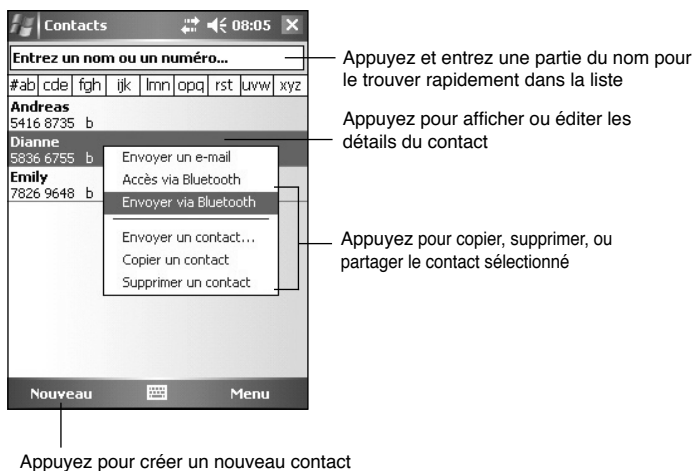 Contacts 08:05
Entrez un nom ou un numéro...
Appuyez et entrez une partie du nom pour
le trouver rapidement dans la liste
#ab cde fgh ijk lmn opq rst uvw xyz
Andreas
5416 8735 b
Appuyez pour afficher ou éditer les
détails du contact
Dianne
5836 6755 b
Emily
7826 9648 b
Envoyer un e-mail
Accès via Bluetooth
Envoyer via Bluetooth
Envoyer un contact...
Copier un contact
Supprimer un contact
Appuyez pour copier, supprimer, ou
partager le contact sélectionné
Nouveau Menu
Appuyez pour créer un nouveau contact